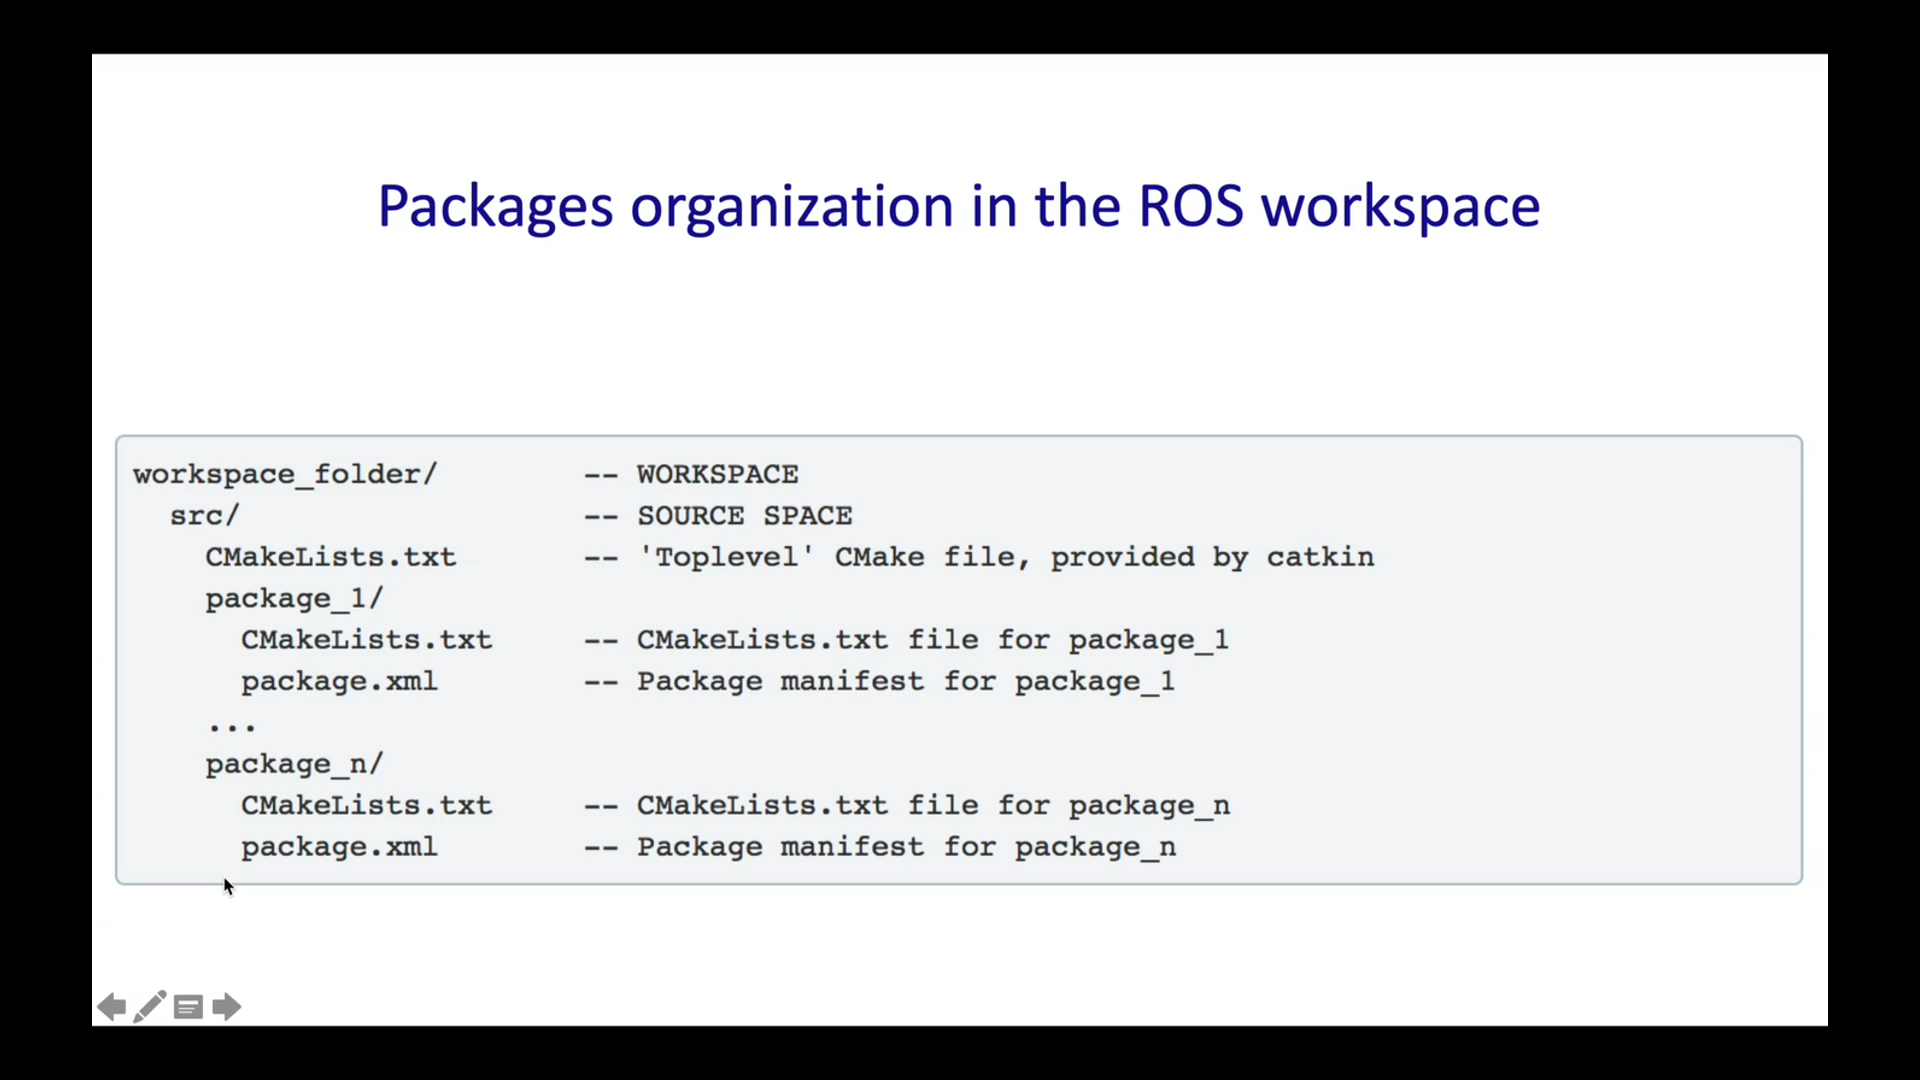 Packages organization in the ROS workspace
workspace_folder/ -- WORKSPACE
src/ -- SOURCE SPACE
CMakeLists.txt -- 'Toplevel' CMake file, provided by catkin
package_1/
CMakeLists.txt -- CMakeLists.txt file for package_1
package.xml -- Package manifest for package_1
...
package_n/
CMakeLists.txt -- CMakeLists.txt file for package_n
package.xml -- Package manifest for package_n